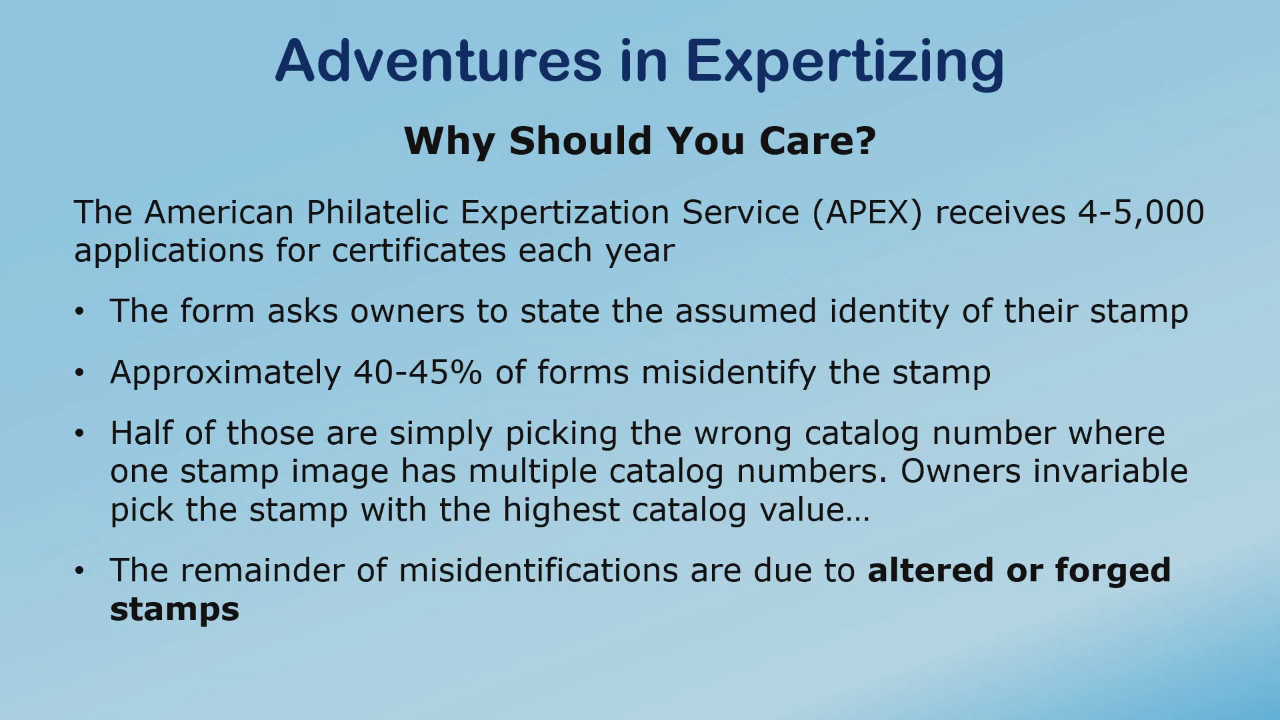 Adventures in Expertizing
Why Should You Care?
The American Philatelic Expertization Service (APEX) receives 4-5,000
applications for certificates each year
• The form asks owners to state the assumed identity of their stamp
• Approximately 40-45% of forms misidentify the stamp
• Half of those are simply picking the wrong catalog number where
one stamp image has multiple catalog numbers. Owners invariable
pick the stamp with the highest catalog value…
• The remainder of misidentifications are due to altered or forged
stamps